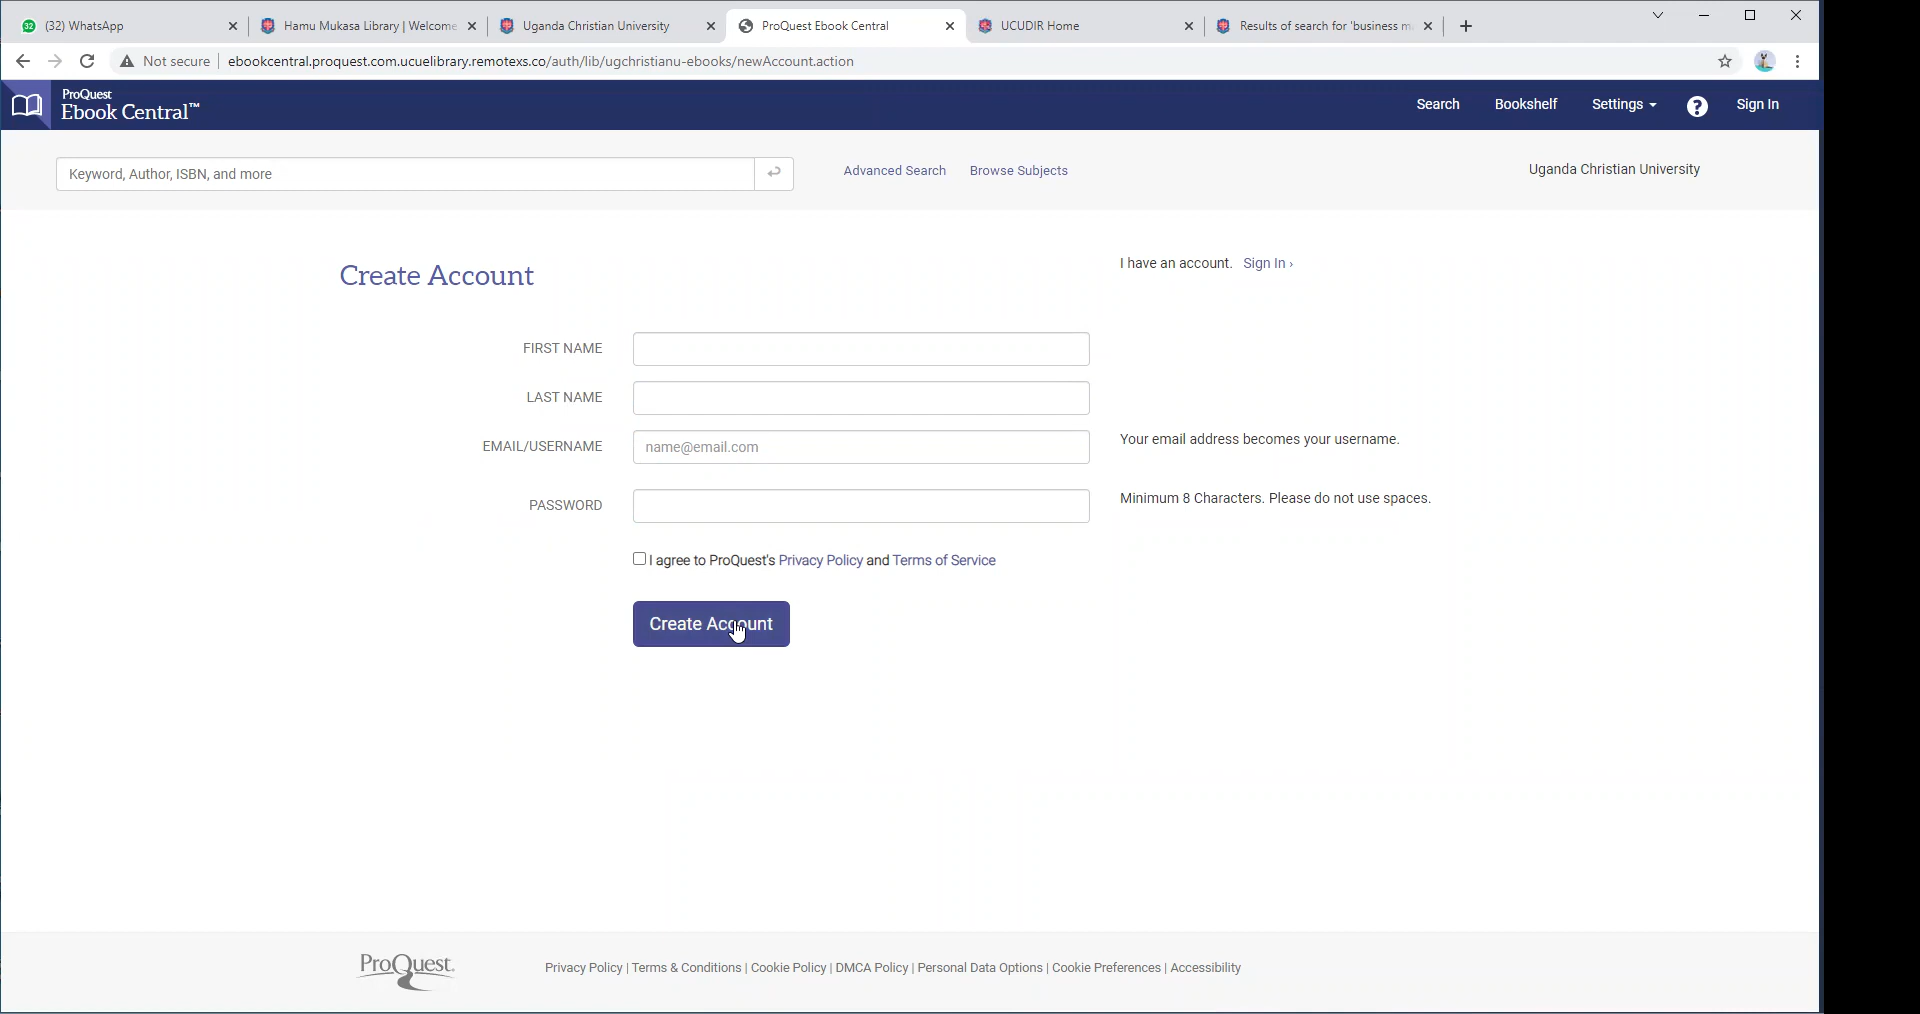 32 (32) WhatsApp
Hamu Mukasa Library | Welcome
Uganda Christian University
ProQuest Ebook Central
UCUDIR Home
Results of search for 'business m
Not secure
ebookcentral.proquest.com.ucuelibrary.remotexs.co/auth/lib/ugchristianu-ebooks/newAccount.action
ProQuest
Ebook Central™
Search
Bookshelf
Settings
?
Sign In
Keyword, Author, ISBN, and more
Advanced Search
Browse Subjects
Uganda Christian University
Create Account
I have an account. Sign In ›
FIRST NAME
LAST NAME
EMAIL/USERNAME
name@email.com
Your email address becomes your username.
PASSWORD
Minimum 8 Characters. Please do not use spaces.
I agree to ProQuest's Privacy Policy and Terms of Service
Create Account
ProQuest.
Privacy Policy | Terms & Conditions | Cookie Policy | DMCA Policy | Personal Data Options | Cookie Preferences | Accessibility